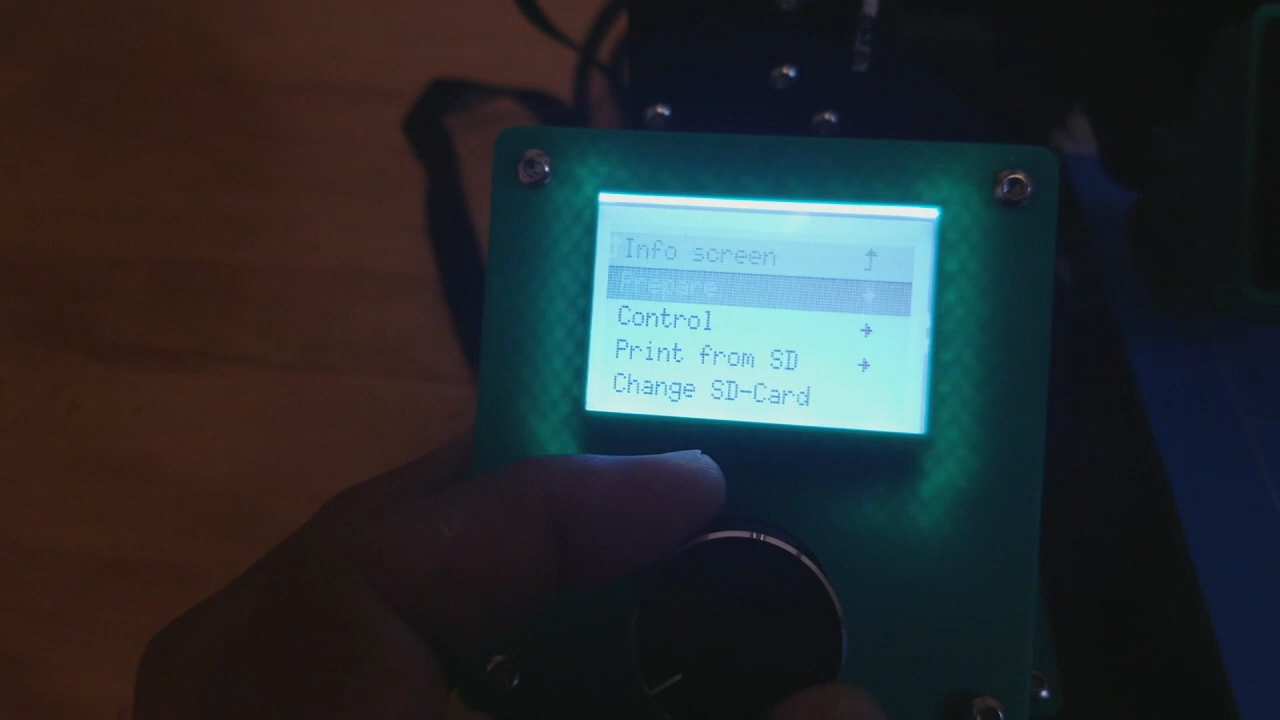 Info screen
Prepare
Control
Print from SD
Change SD-Card